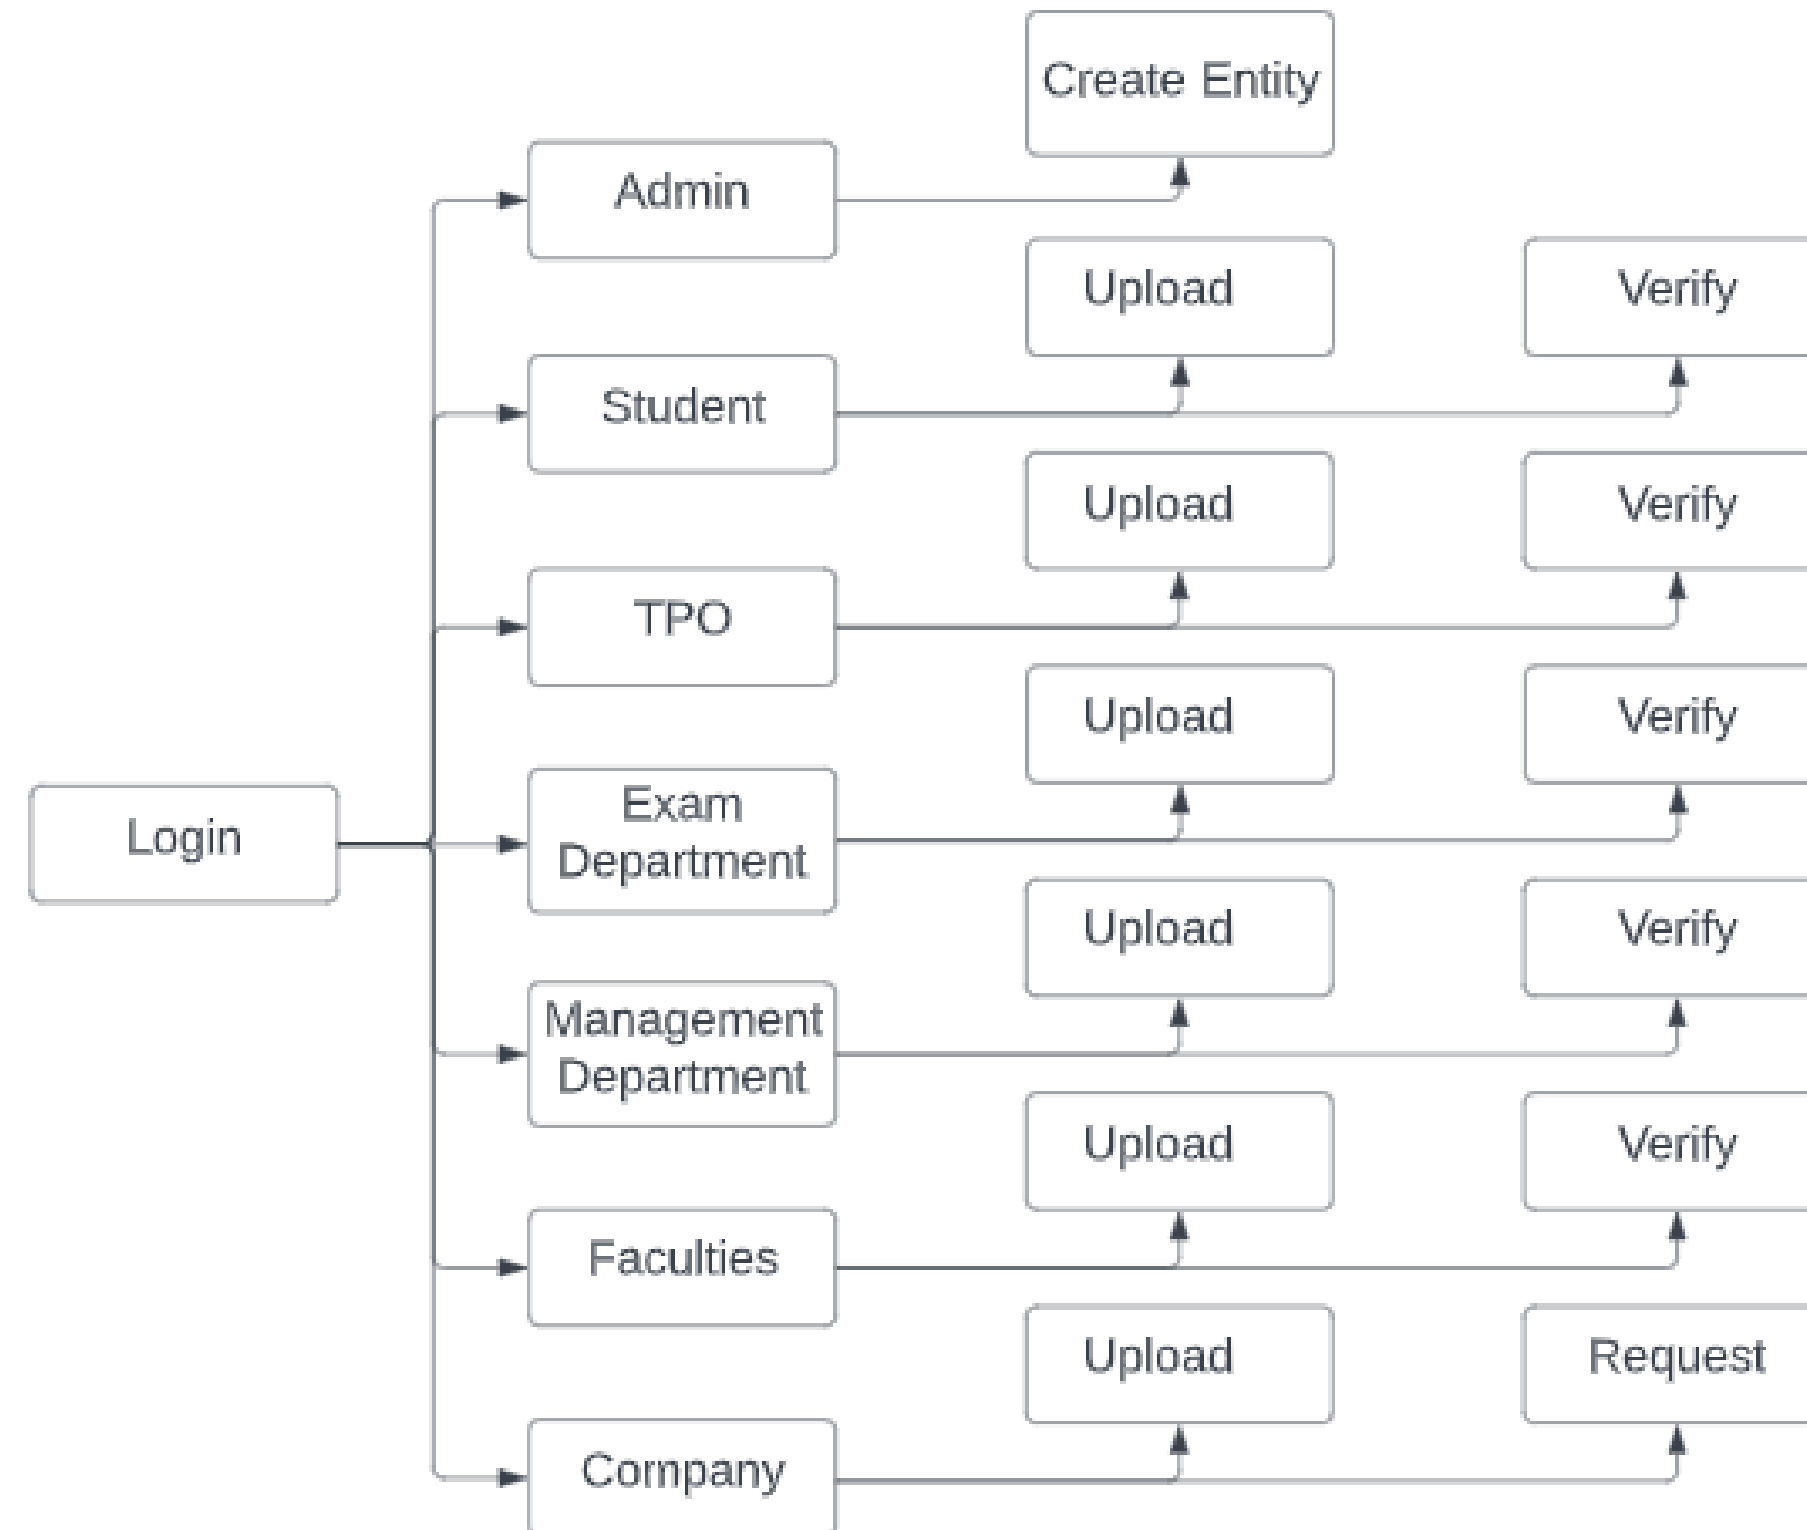 Create Entity
Admin
Upload
Verify
Student
Upload
Verify
TPO
Upload
Verify
Exam
Department
Login
Upload
Verify
Management
Department
Upload
Verify
Faculties
Upload
Request
Company